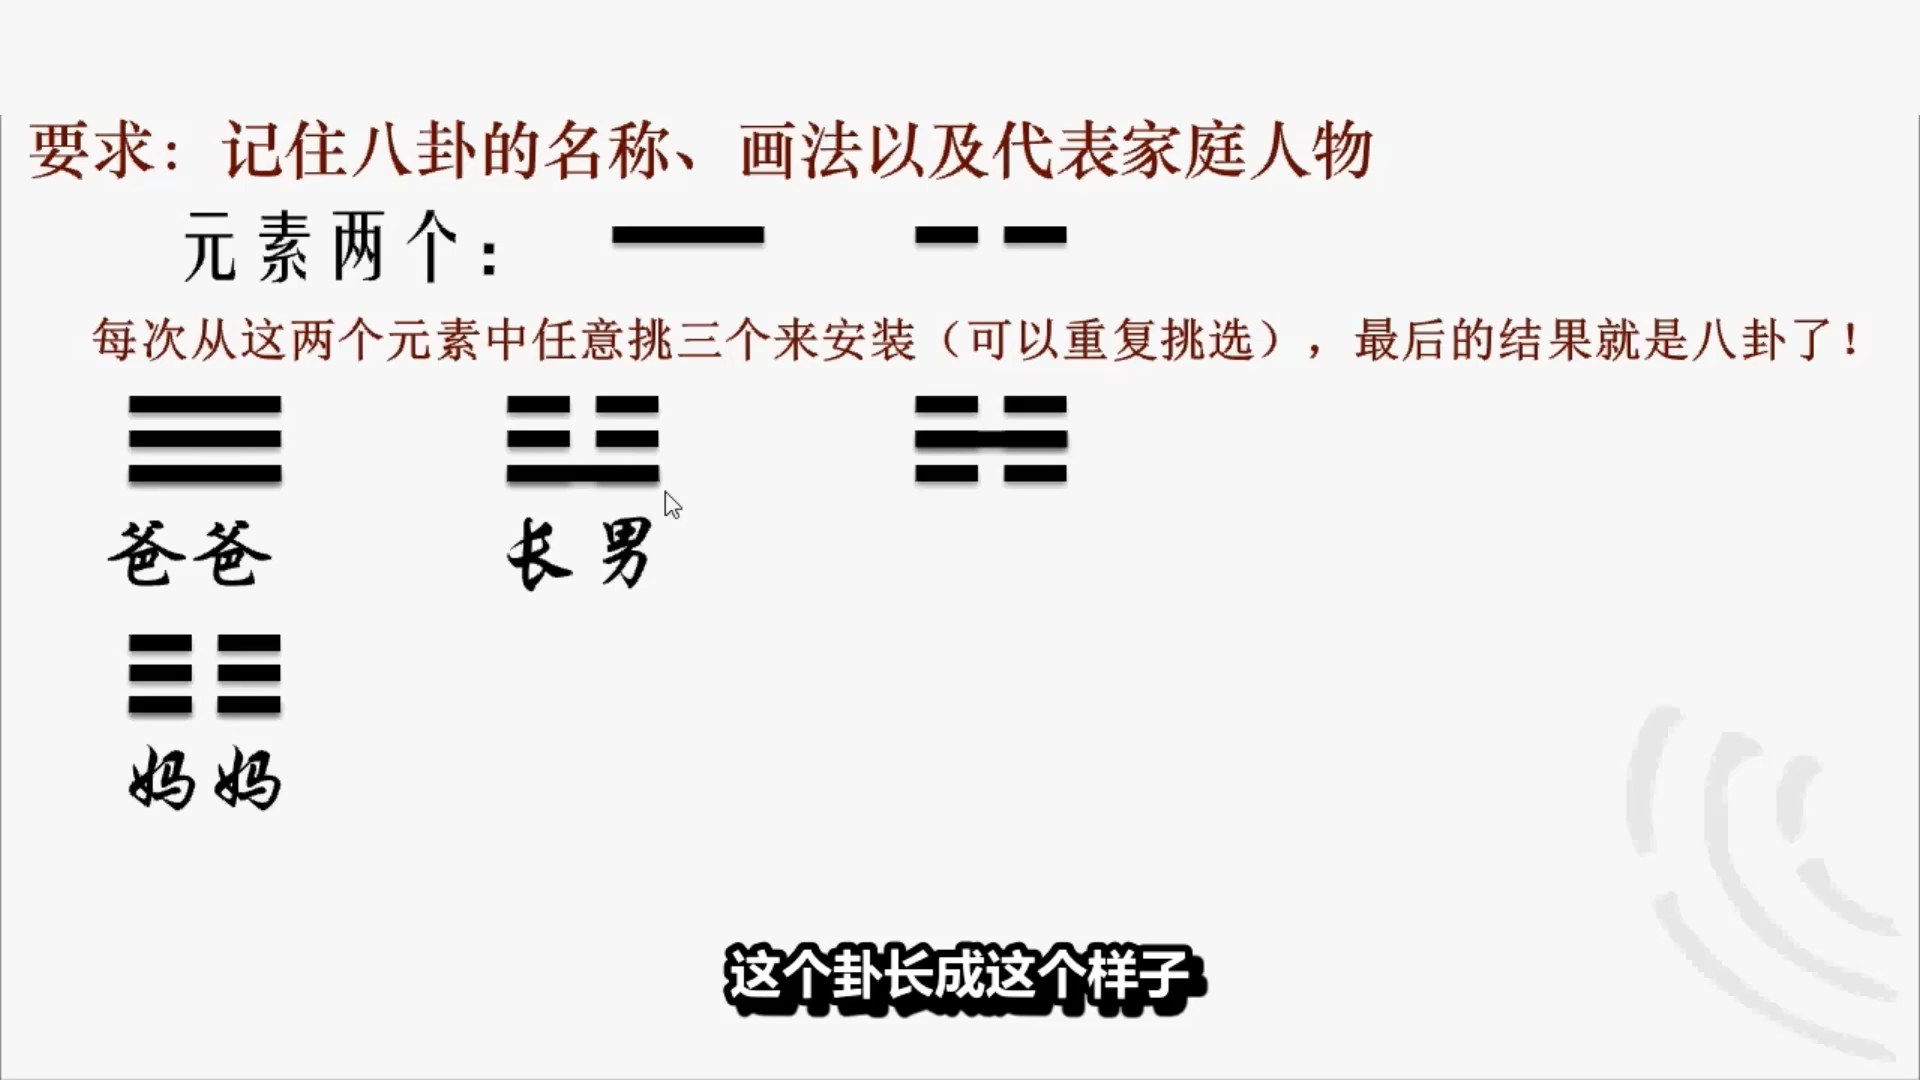 要求：记住八卦的名称、画法以及代表家庭人物
元素两个：
每次从这两个元素中任意挑三个来安装（可以重复挑选），最后的结果就是八卦了！
爸爸
长男
妈妈
这个卦长成这个样子